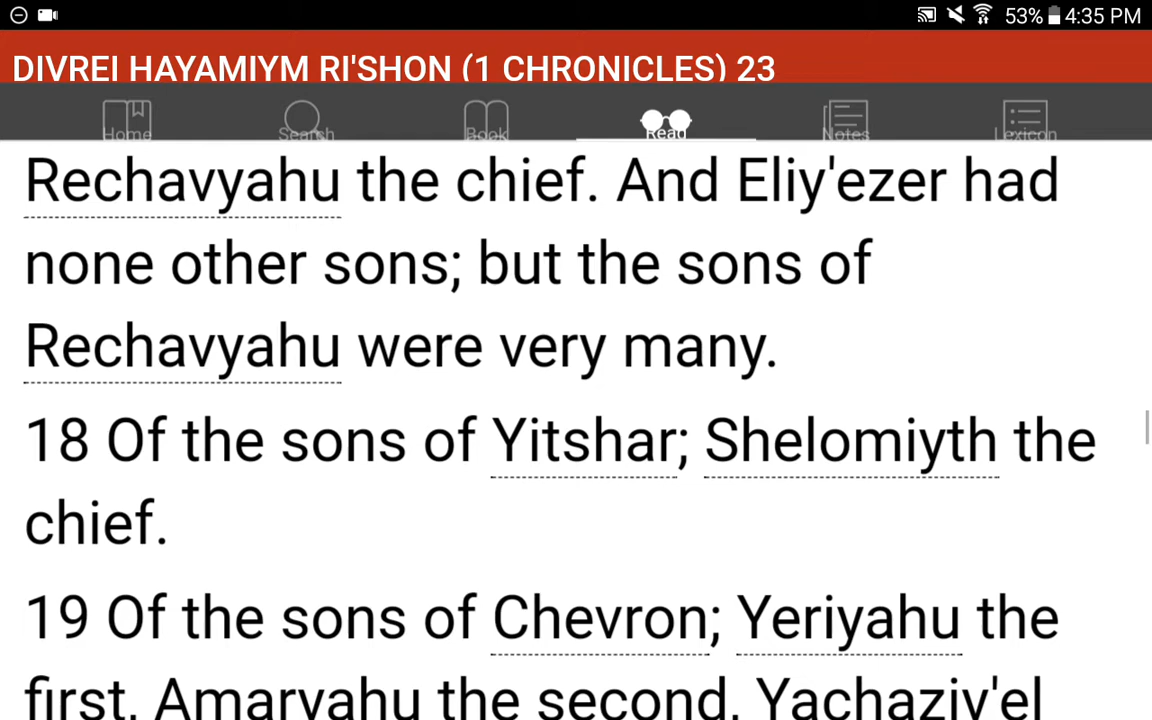 53% 4:35 PM
DIVREI HAYAMIYM RI'SHON (1 CHRONICLES) 23
Home Search Book Read Notes Lexicon
Rechavyahu the chief. And Eliy'ezer had
none other sons; but the sons of
Rechavyahu were very many.
18 Of the sons of Yitshar; Shelomiyth the
chief.
19 Of the sons of Chevron; Yeriyahu the
first, Amaryahu the second, Yachaziy'el